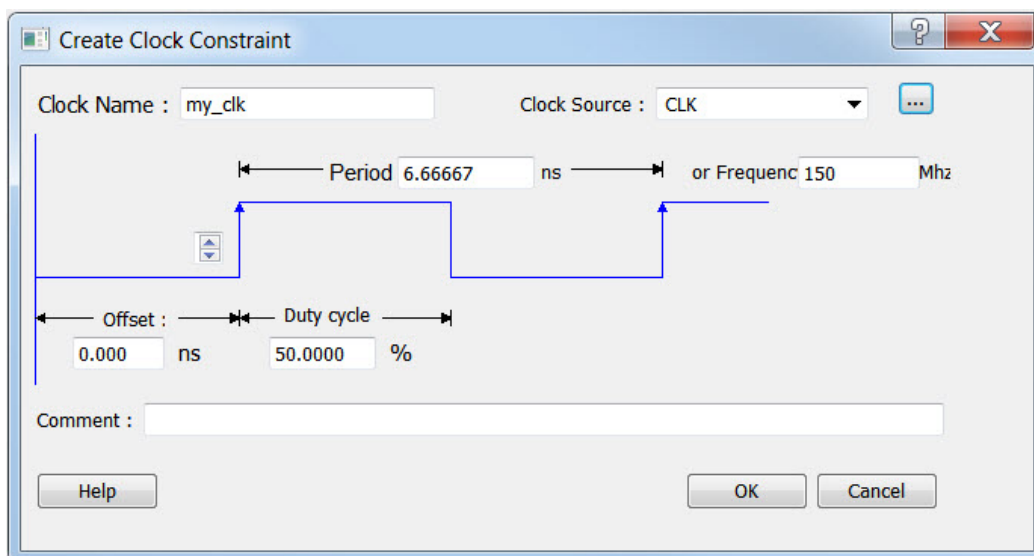 Create Clock Constraint
Clock Name : my_clk Clock Source : CLK ...
Period 6.66667 ns or Frequenc 150 Mhz
Offset : Duty cycle
0.000 ns 50.0000 %
Comment :
Help OK Cancel